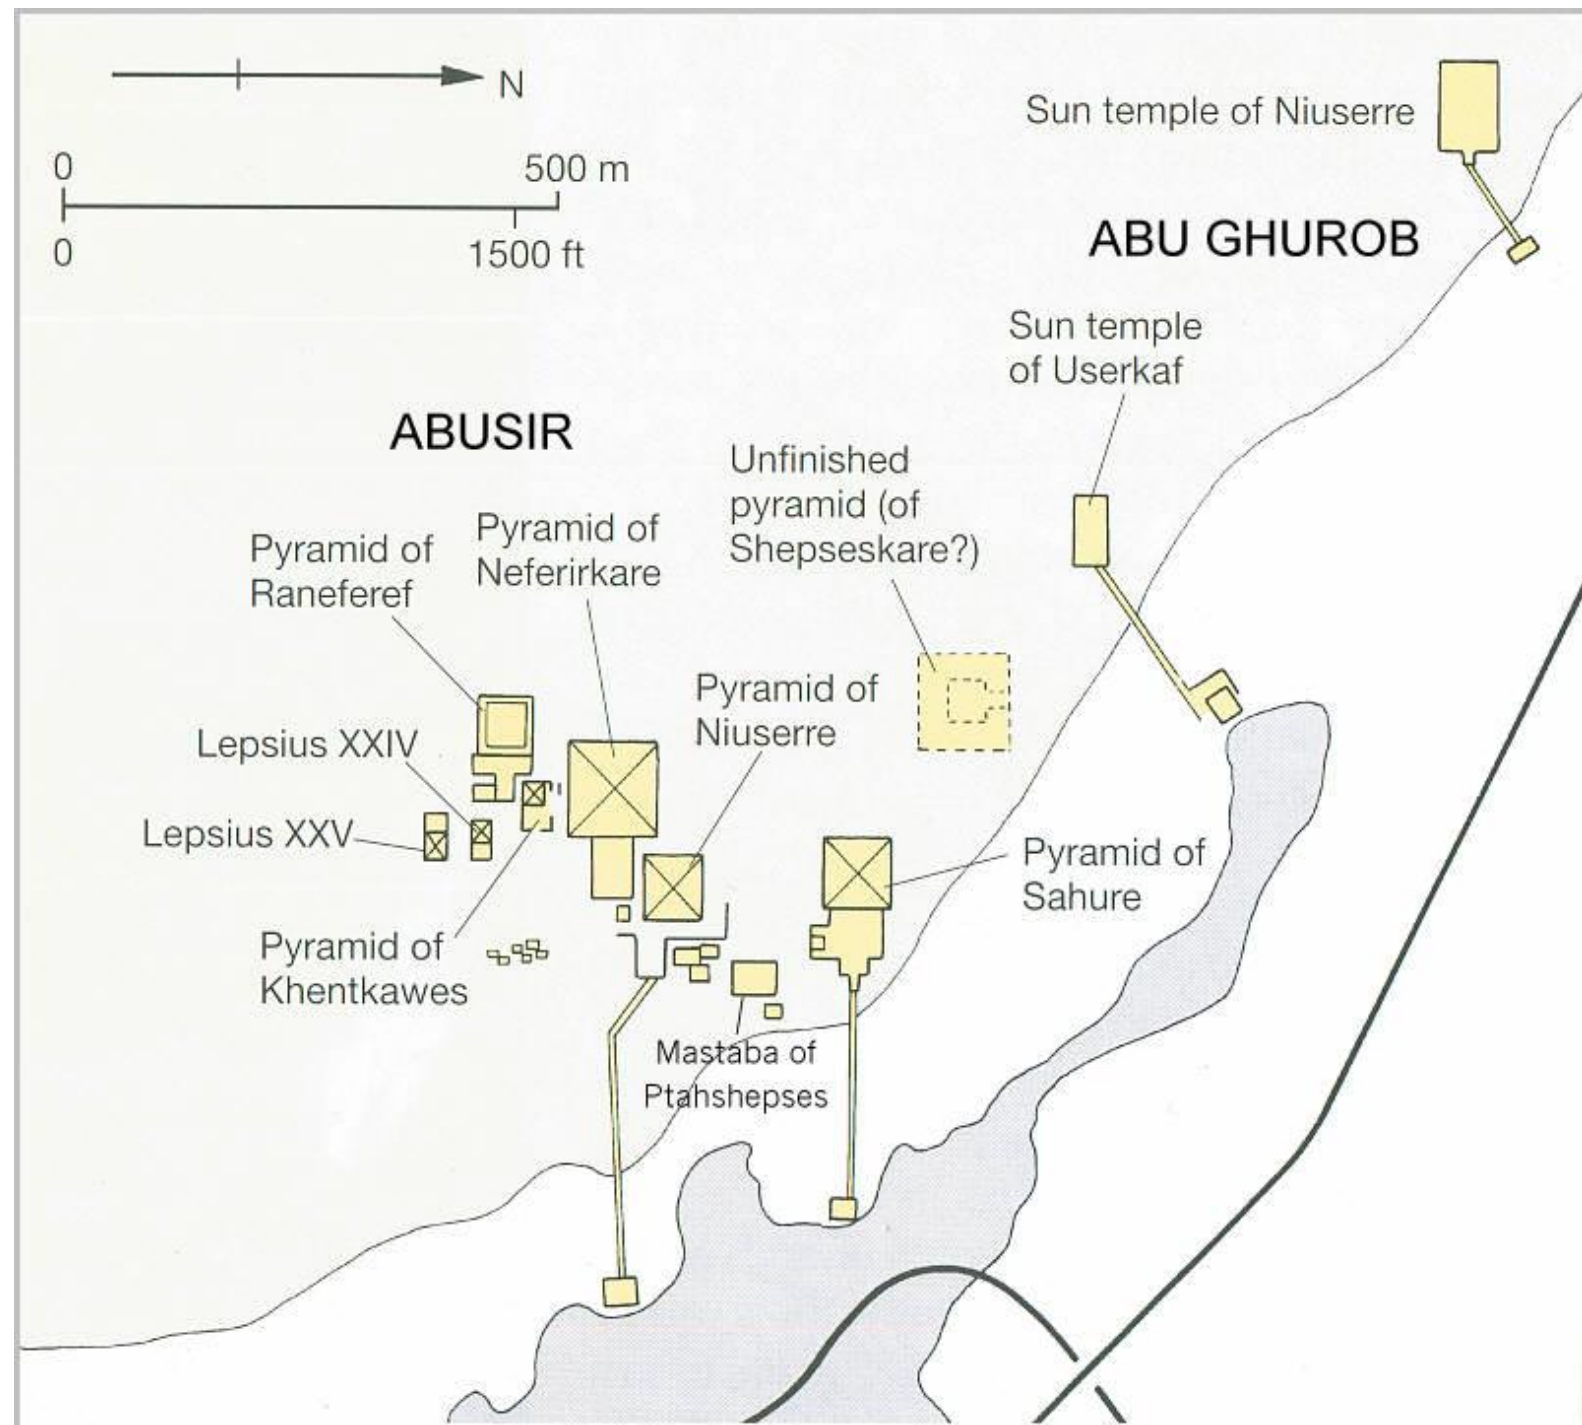 N
0 500 m
0 1500 ft
Sun temple of Niuserre
ABU GHUROB
Sun temple
of Userkaf
ABUSIR
Unfinished
pyramid (of
Shepseskare?)
Pyramid of
Neferirkare
Pyramid of
Raneferef
Pyramid of
Niuserre
Lepsius XXIV
Lepsius XXV
Pyramid of
Sahure
Pyramid of
Khentkawes
Mastaba of
Ptahshepses